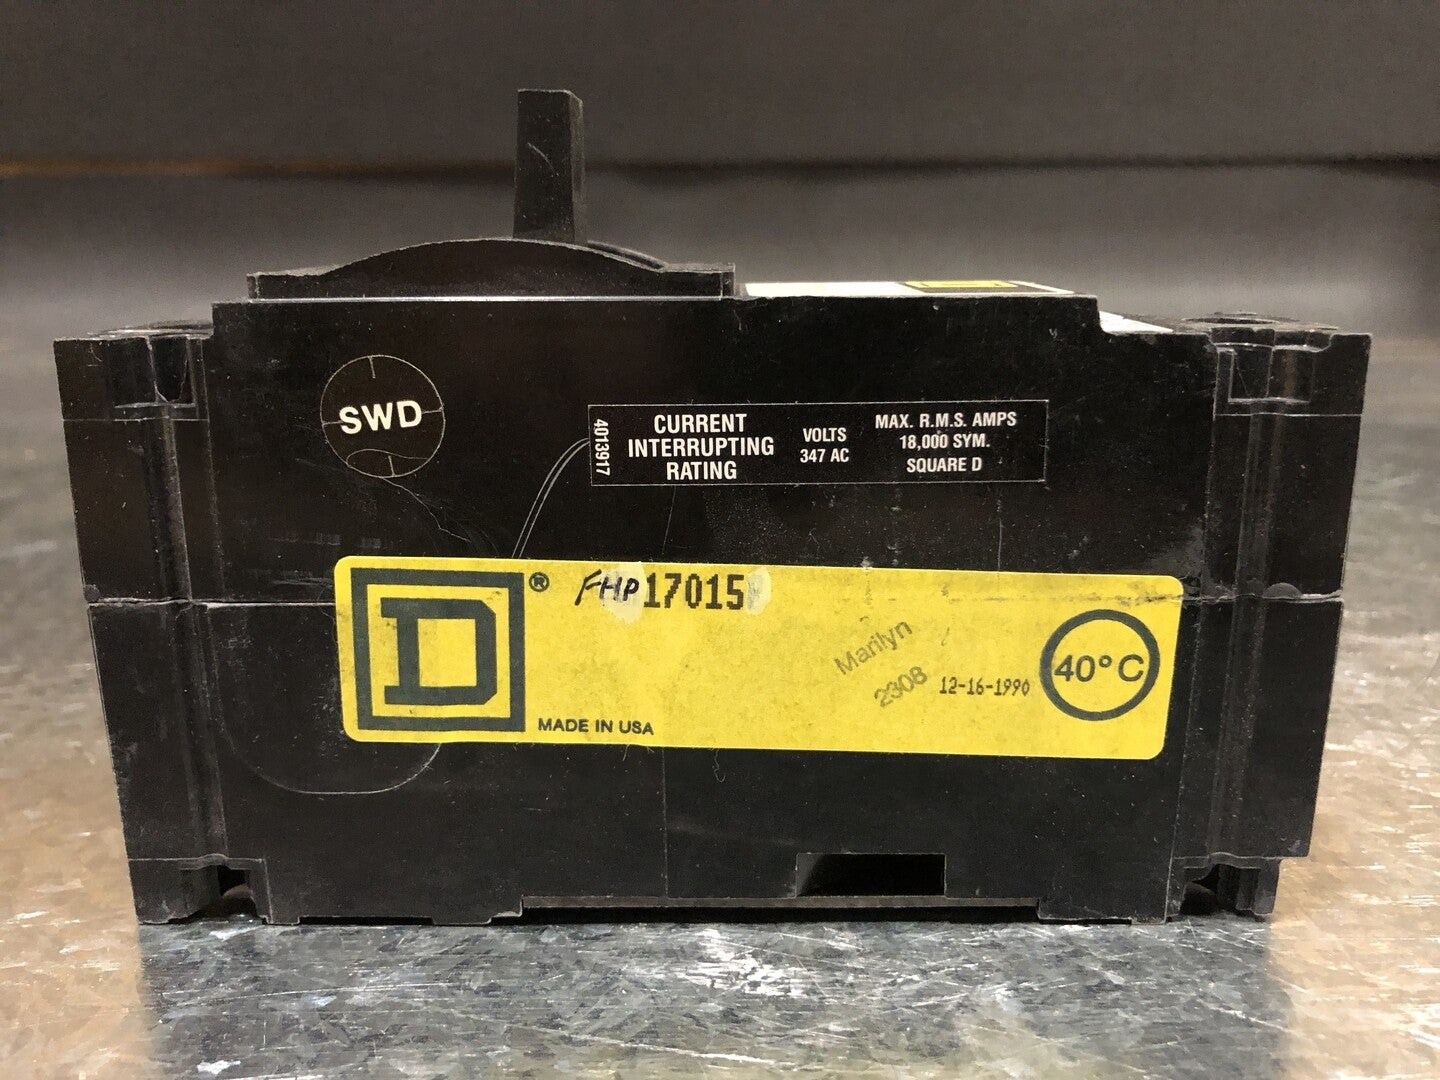 SWD
4013917
CURRENT
INTERRUPTING
RATING
VOLTS
347 AC
MAX. R.M.S. AMPS
18,000 SYM.
SQUARE D
D ®
FHP17015
MADE IN USA
Marilyn
2308
12-16-1990
40°C